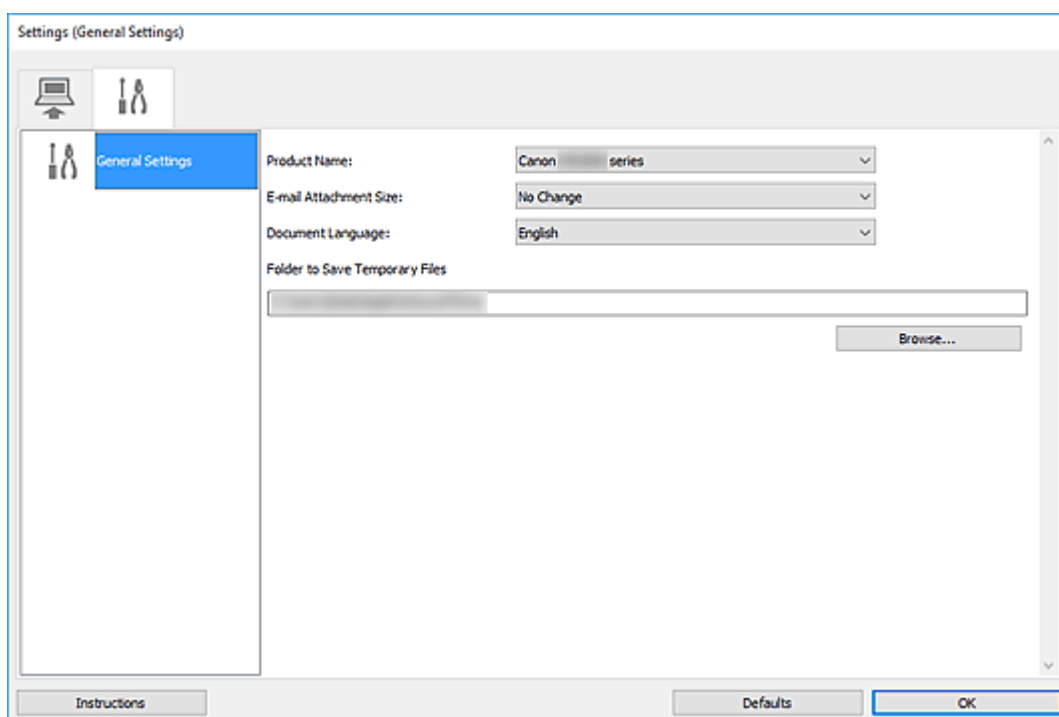 Settings (General Settings)
General Settings
Product Name:
Canon series
E-mail Attachment Size:
No Change
Document Language:
English
Folder to Save Temporary Files
Browse...
Instructions
Defaults
OK